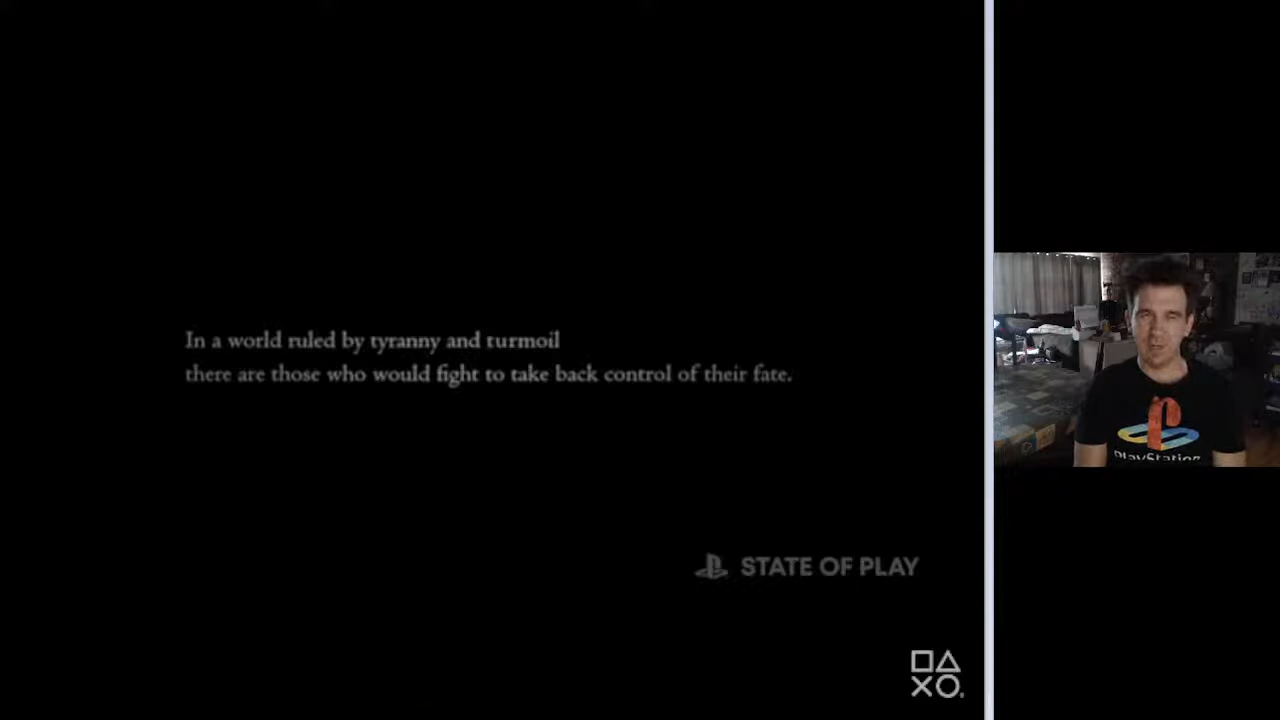 In a world ruled by tyranny and turmoil
there are those who would fight to take back control of their fate.
STATE OF PLAY
PlayStation